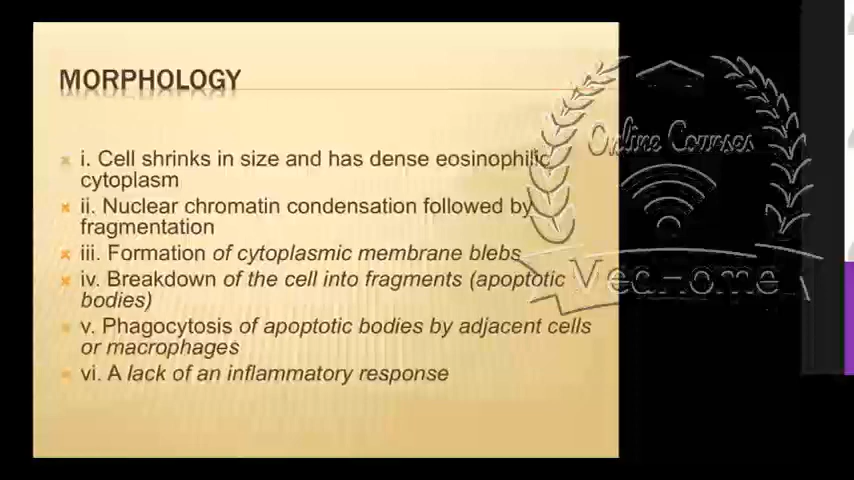 MORPHOLOGY
i. Cell shrinks in size and has dense eosinophilic
cytoplasm
ii. Nuclear chromatin condensation followed by
fragmentation
iii. Formation of cytoplasmic membrane blebs
iv. Breakdown of the cell into fragments (apoptotic
bodies)
v. Phagocytosis of apoptotic bodies by adjacent cells
or macrophages
vi. A lack of an inflammatory response
Online Courses